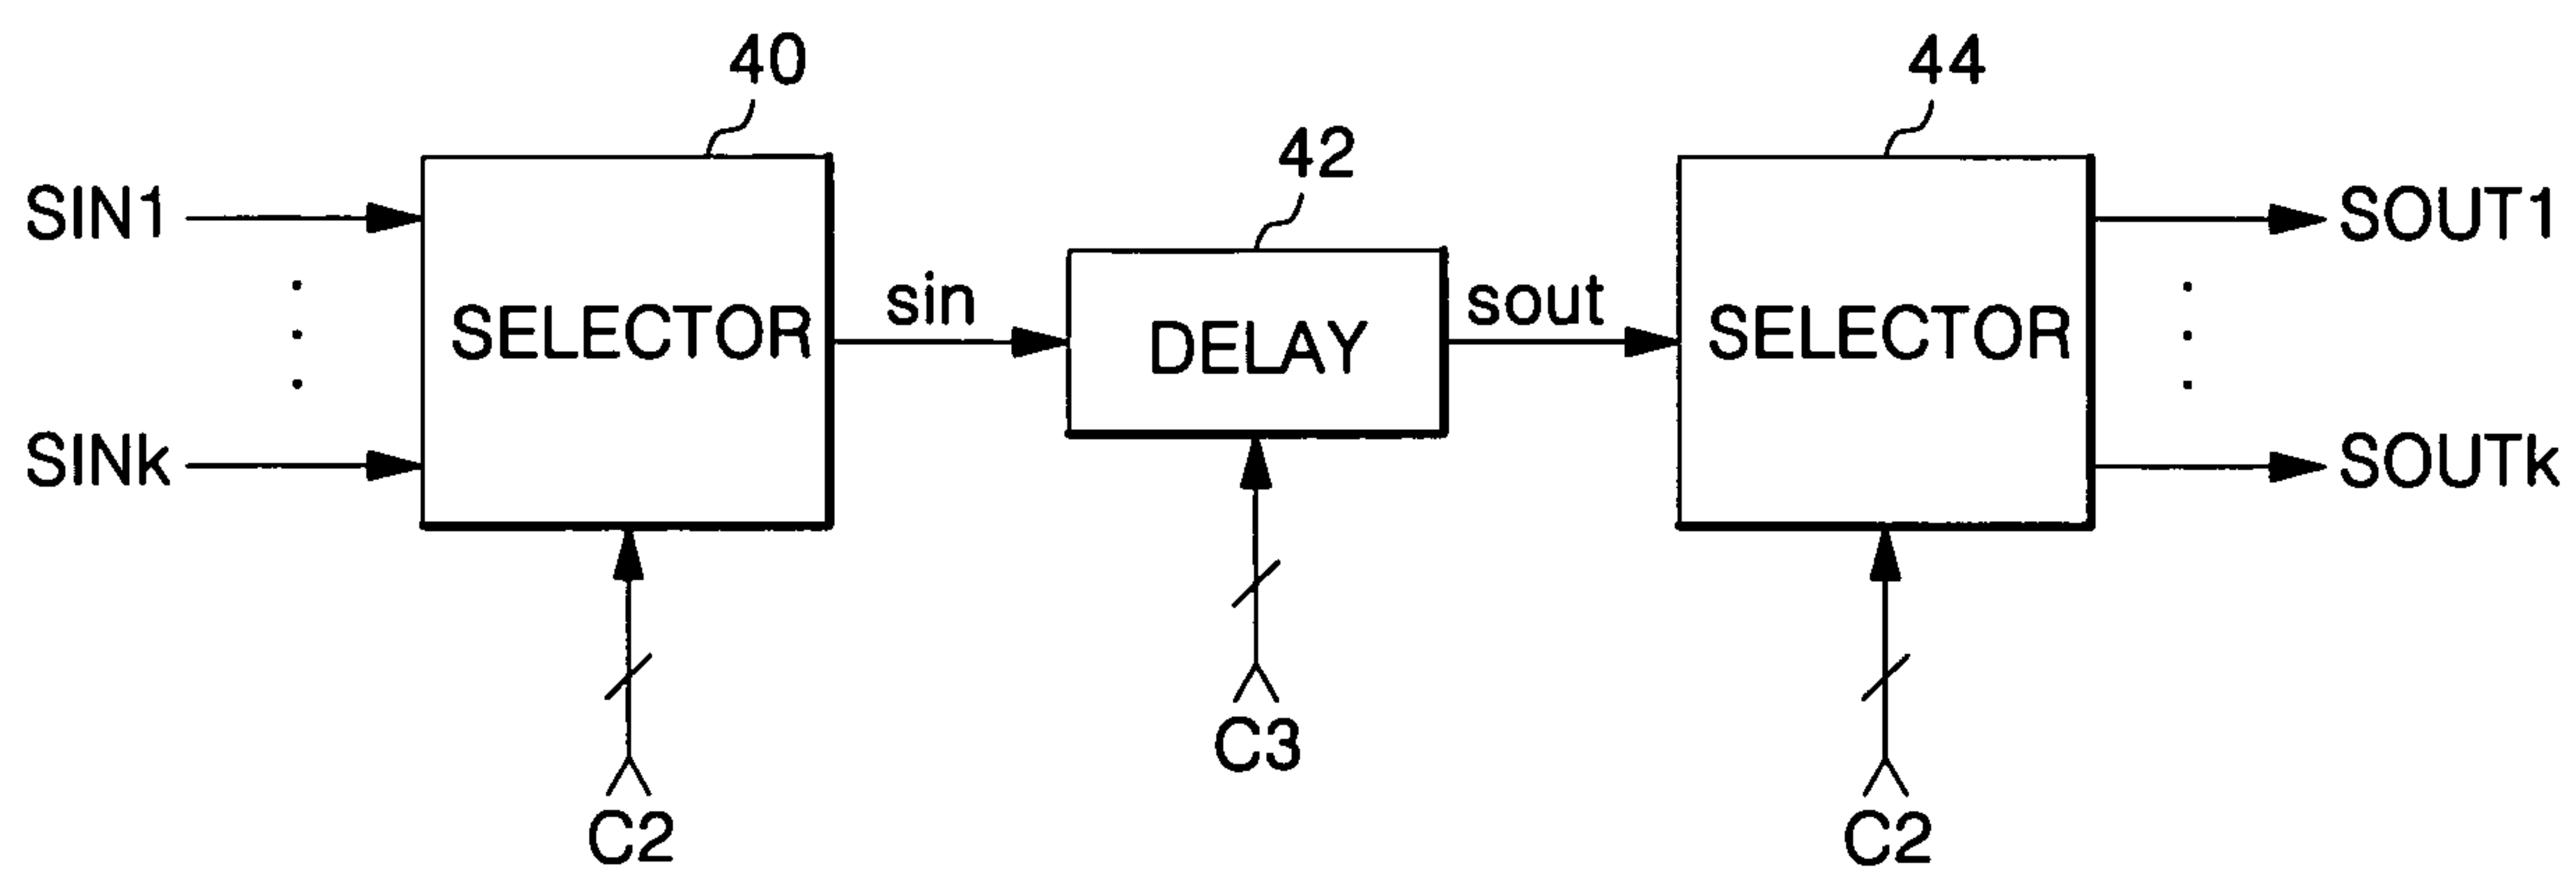 40
44
42
SIN1
SELECTOR
sin
DELAY
sout
SELECTOR
SOUT1
SINk
SOUTk
C3
C2
C2